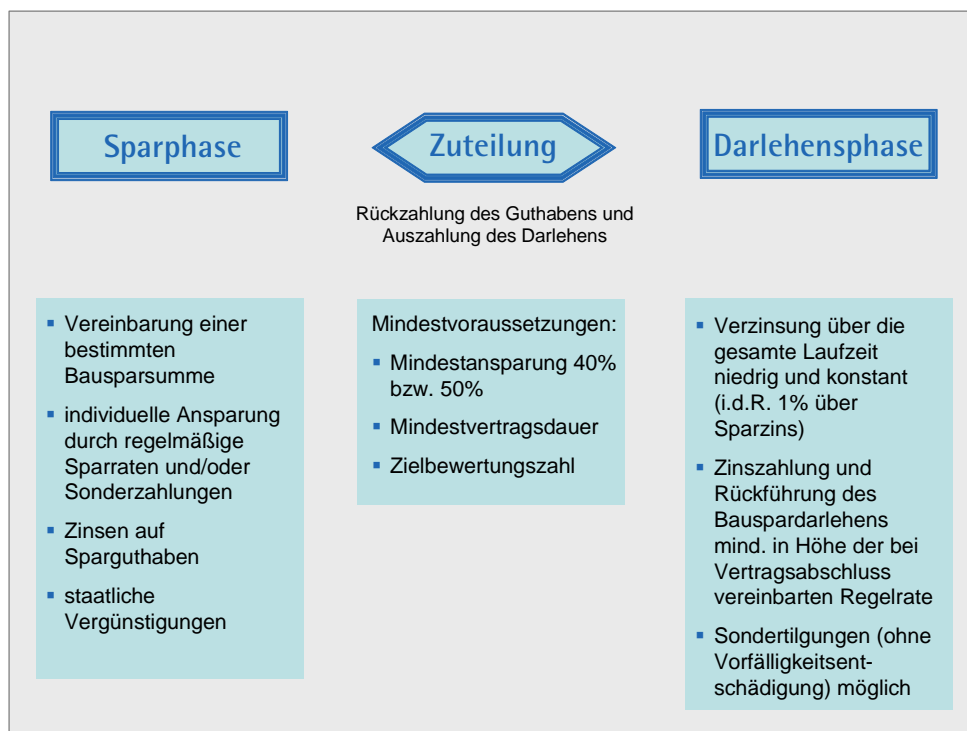 Sparphase
Zuteilung
Darlehensphase
Rückzahlung des Guthabens und
Auszahlung des Darlehens
▪ Vereinbarung einer
bestimmten
Bausparsumme
▪ individuelle Ansparung
durch regelmäßige
Sparraten und/oder
Sonderzahlungen
▪ Zinsen auf
Sparguthaben
▪ staatliche
Vergünstigungen
Mindestvoraussetzungen:
▪ Mindestansparung 40%
bzw. 50%
▪ Mindestvertragsdauer
▪ Zielbewertungszahl
▪ Verzinsung über die
gesamte Laufzeit
niedrig und konstant
(i.d.R. 1% über
Sparzins)
▪ Zinszahlung und
Rückführung des
Bauspardarlehens
mind. in Höhe der bei
Vertragsabschluss
vereinbarten Regelrate
▪ Sondertilgungen (ohne
Vorfälligkeitsent-
schädigung) möglich